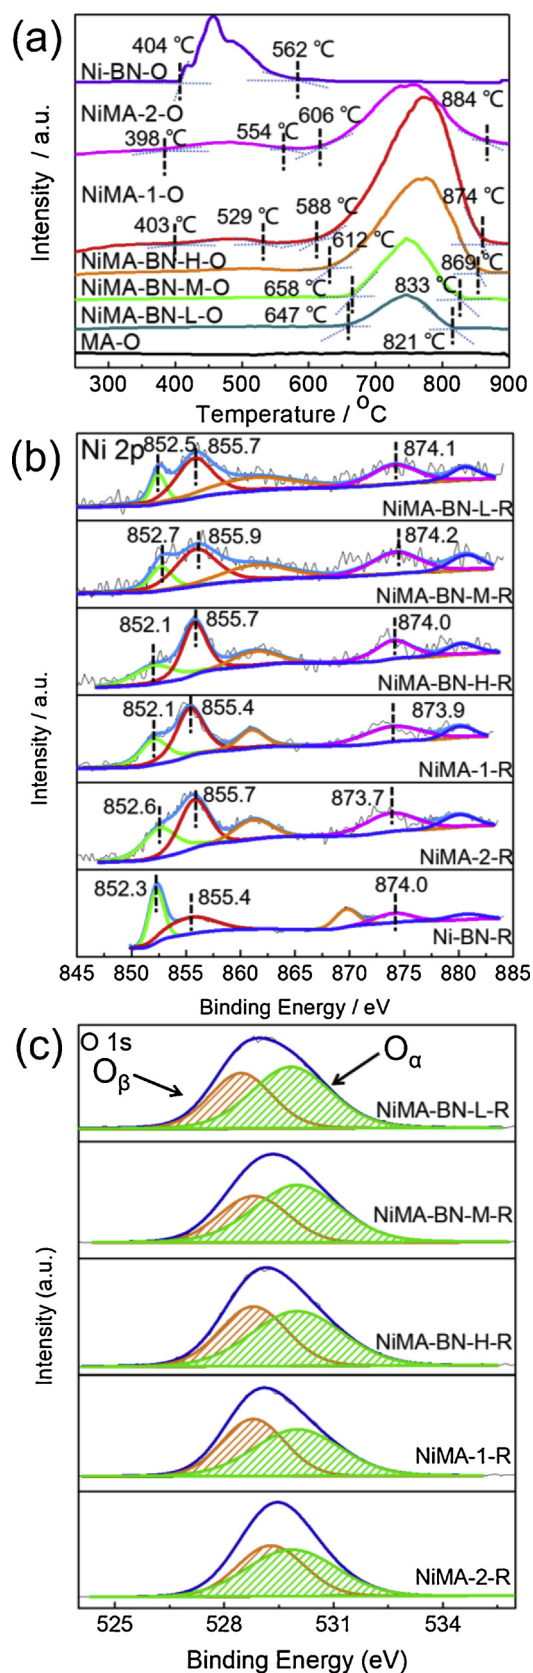 (a)
404 ℃
562 ℃
Ni-BN-O
NiMA-2-O
606 ℃
884 ℃
398℃
554 ℃
NiMA-1-O
403 ℃
529 ℃
588 ℃
874 ℃
612 ℃
NiMA-BN-H-O
869 ℃
NiMA-BN-M-O
658 ℃
833 ℃
NiMA-BN-L-O
647 ℃
MA-O
821 ℃
Intensity / a.u.
300 400 500 600 700 800 900
Temperature / °C
(b)
Ni 2p
852.5
855.7
874.1
NiMA-BN-L-R
852.7
855.9
874.2
NiMA-BN-M-R
852.1
855.7
874.0
NiMA-BN-H-R
852.1
855.4
873.9
NiMA-1-R
852.6
855.7
873.7
NiMA-2-R
852.3
855.4
874.0
Ni-BN-R
Intensity / a.u.
845 850 855 860 865 870 875 880 885
Binding Energy / eV
(c)
O 1s
Oβ
Oα
NiMA-BN-L-R
NiMA-BN-M-R
NiMA-BN-H-R
NiMA-1-R
NiMA-2-R
Intensity (a.u.)
525 528 531 534
Binding Energy (eV)